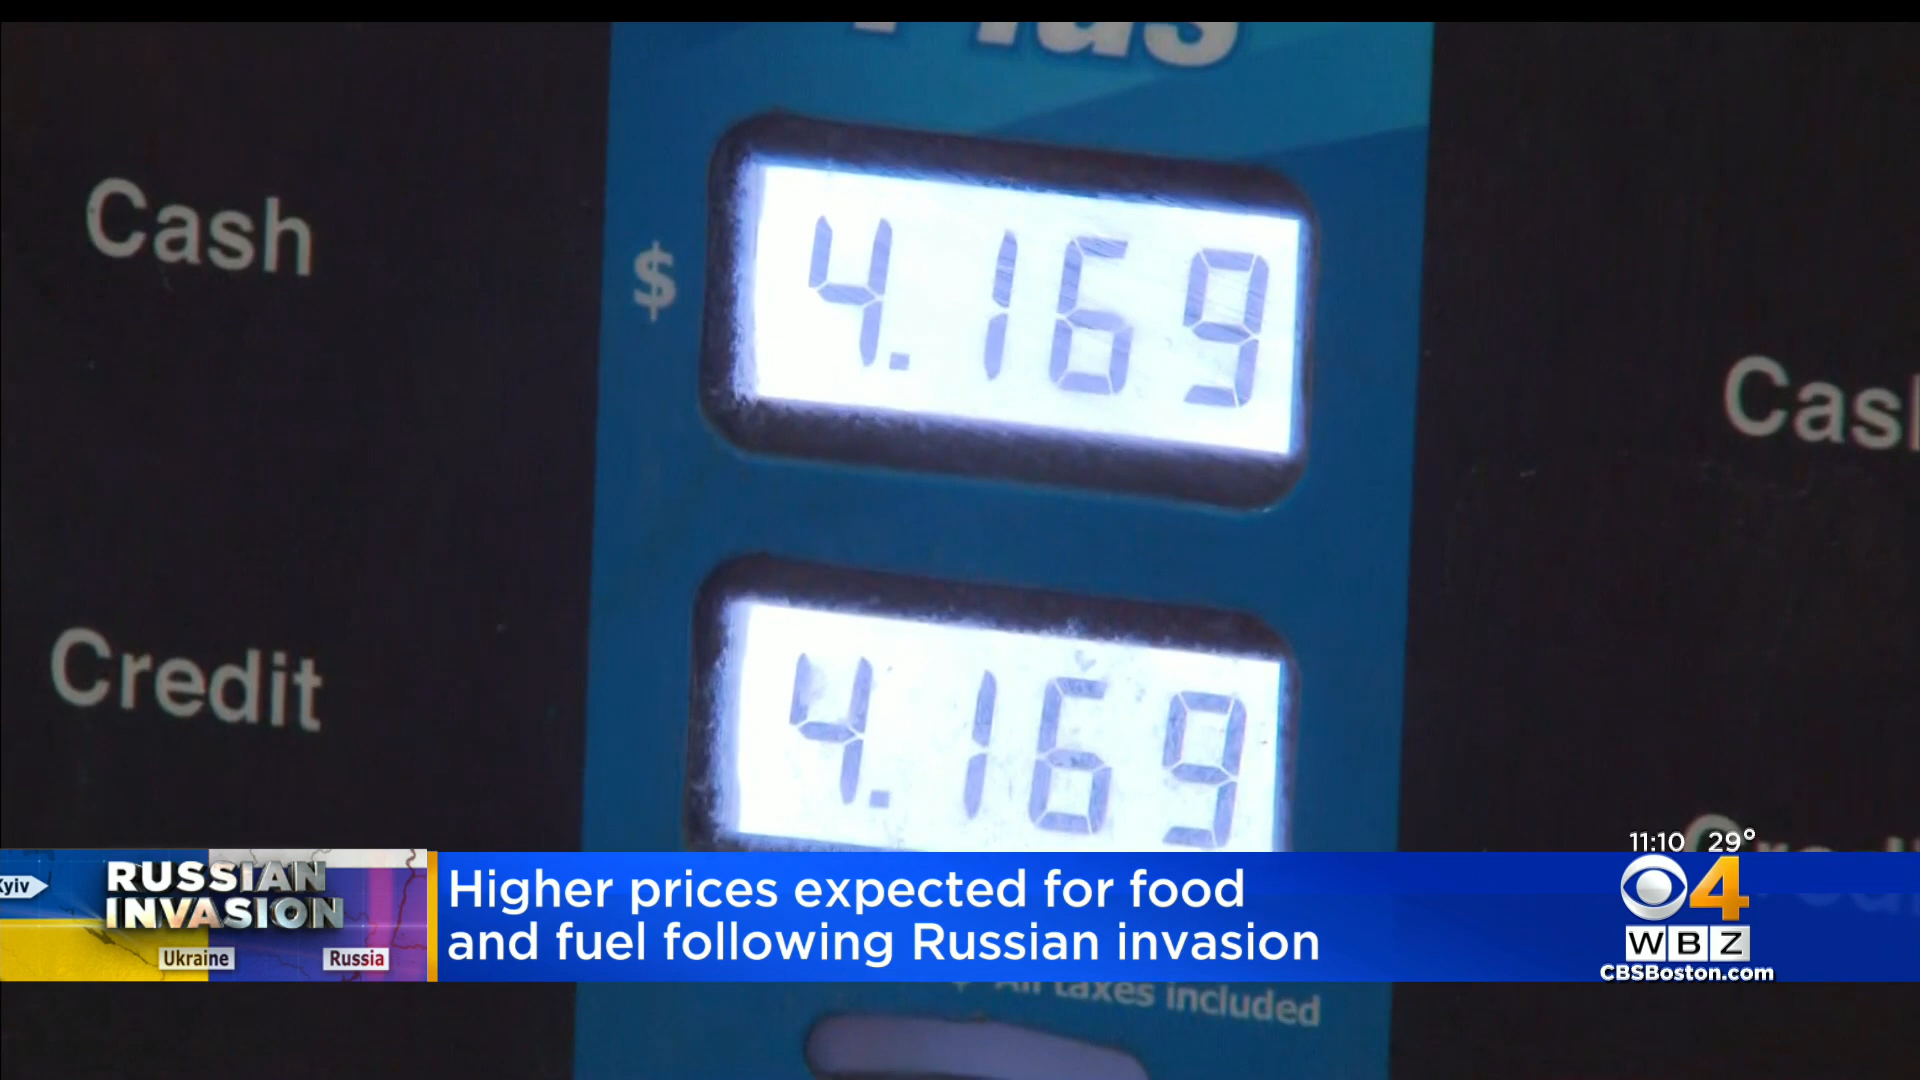 Plus
Cash
$
4.169
Cash
Credit
4.169
11:10 29°
Kyiv
RUSSIAN
INVASION
Ukraine
Russia
Higher prices expected for food
and fuel following Russian invasion
4
WBZ
CBSBoston.com
All taxes included